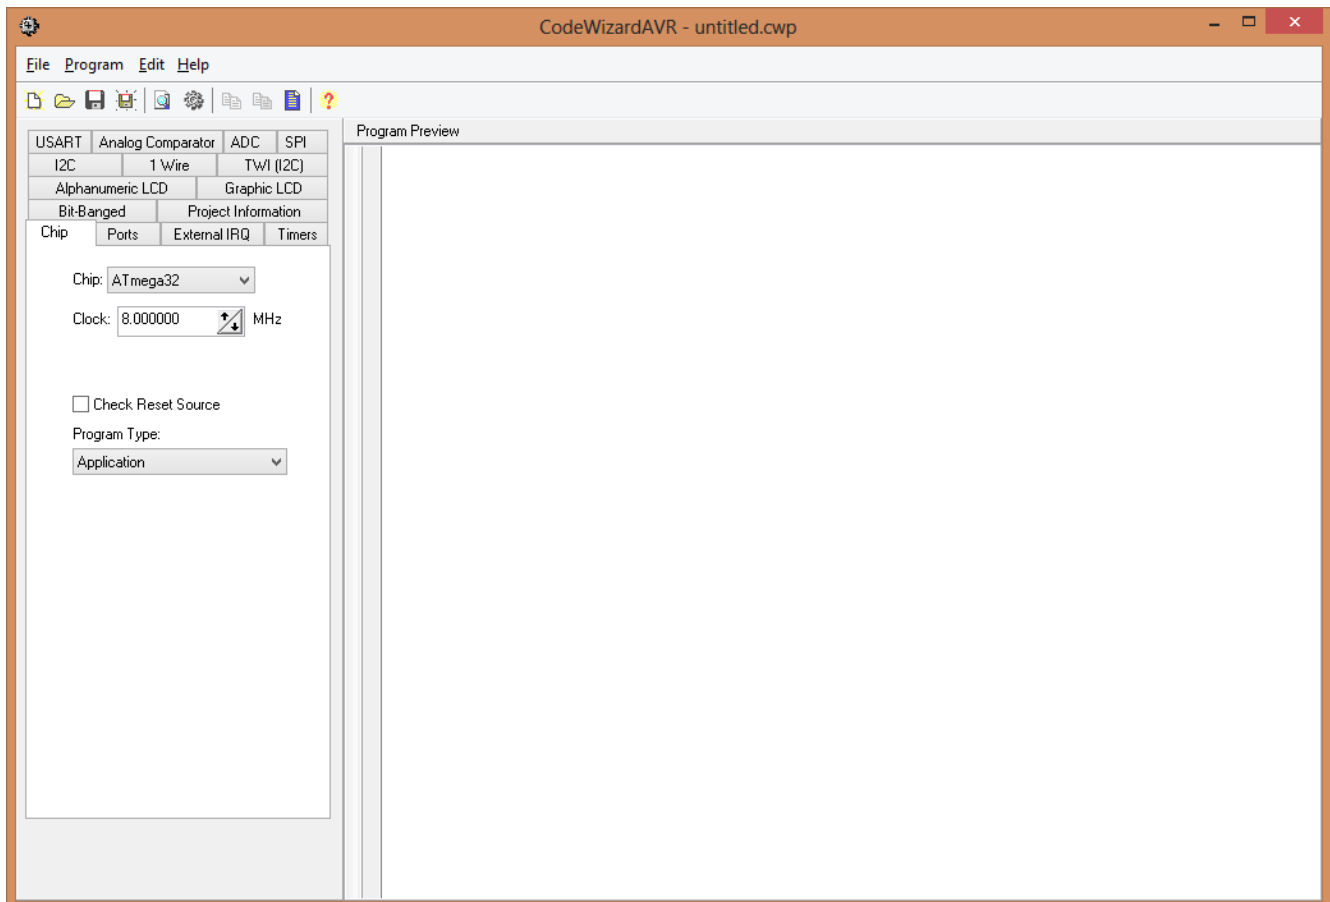 CodeWizardAVR - untitled.cwp
File Program Edit Help
USART Analog Comparator ADC SPI
I2C 1 Wire TWI (I2C)
Alphanumeric LCD Graphic LCD
Bit-Banged Project Information
Chip Ports External IRQ Timers
Chip: ATmega32
Clock: 8.000000 MHz
Check Reset Source
Program Type:
Application
Program Preview